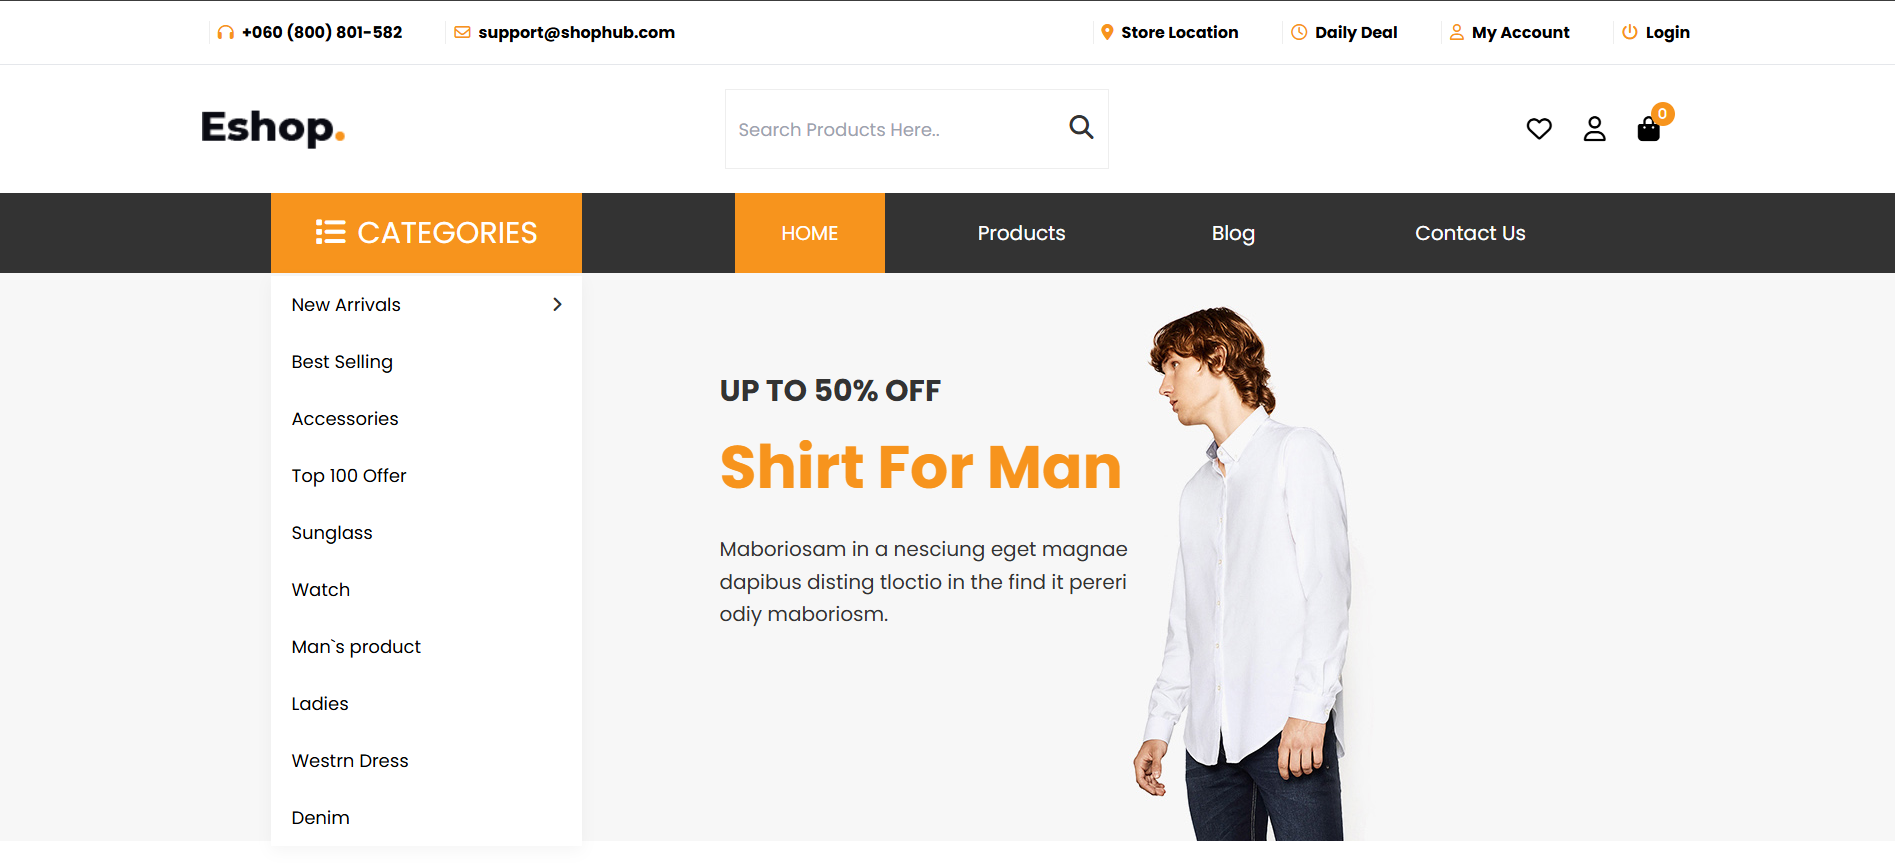 +060 (800) 801-582
support@shophub.com
Store Location
Daily Deal
My Account
Login
Eshop.
Search Products Here..
0
CATEGORIES
HOME
Products
Blog
Contact Us
New Arrivals
Best Selling
Accessories
Top 100 Offer
Sunglass
Watch
Man`s product
Ladies
Westrn Dress
Denim
UP TO 50% OFF
Shirt For Man
Maboriosam in a nesciung eget magnae
dapibus disting tloctio in the find it pereri
odiy maboriosm.